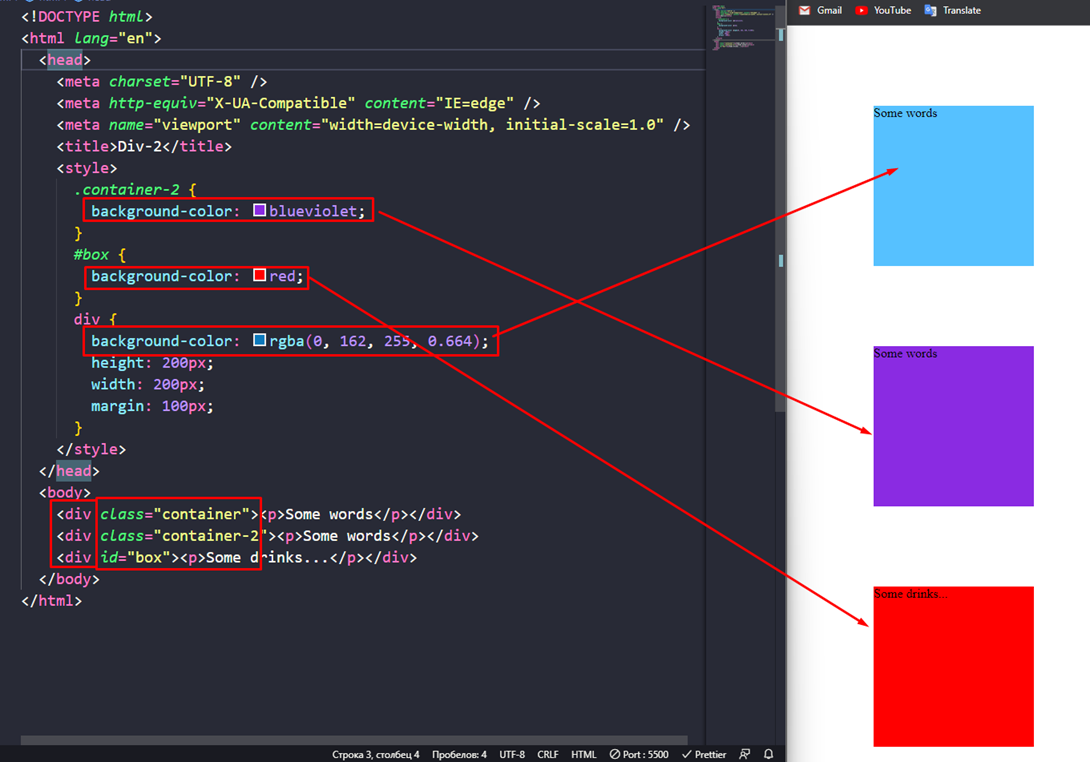 <!DOCTYPE html>
<html lang="en">
<head>
<meta charset="UTF-8" />
<meta http-equiv="X-UA-Compatible" content="IE=edge" />
<meta name="viewport" content="width=device-width, initial-scale=1.0" />
<title>Div-2</title>
<style>
.container-2 {
background-color: blueviolet;
}
#box {
background-color: red;
}
div {
background-color: rgba(0, 162, 255, 0.664);
height: 200px;
width: 200px;
margin: 100px;
}
</style>
</head>
<body>
<div class="container"><p>Some words</p></div>
<div class="container-2"><p>Some words</p></div>
<div id="box"><p>Some drinks...</p></div>
</body>
</html>
Строка 3, столбец 4 Пробелов: 4 UTF-8 CRLF HTML Port : 5500 Prettier
Gmail YouTube Translate
Some words
Some words
Some drinks...